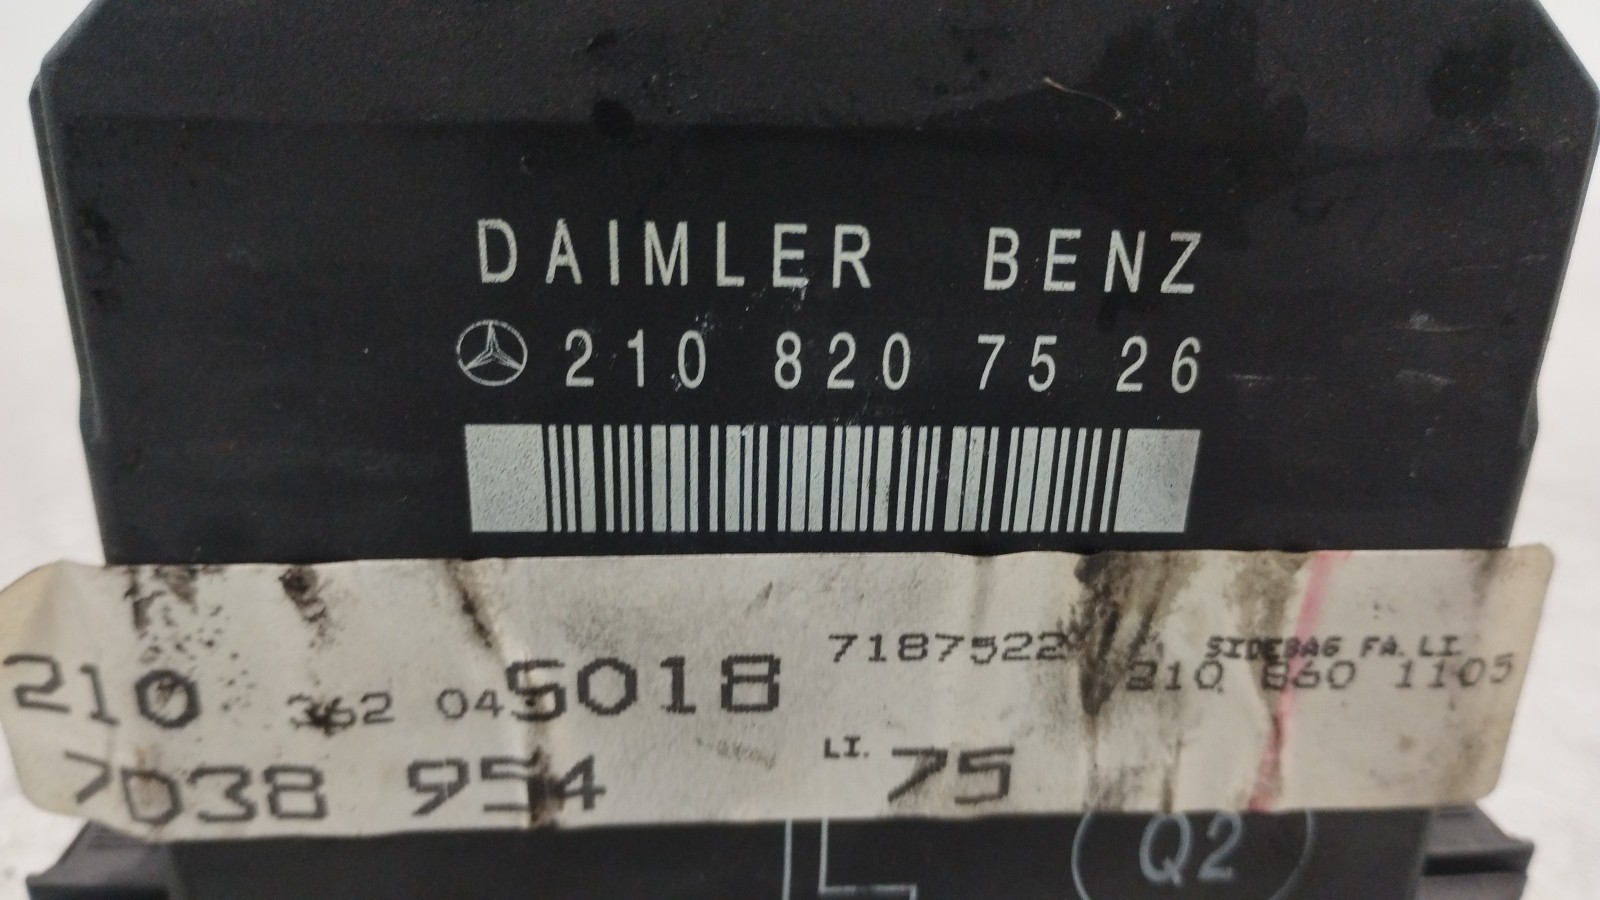 DAIMLER BENZ
210 820 75 26
7187522 SIDEBAG FA. LI.
210 362 04 5018 210 860 1105
7038 954 LI. 75
L Q2